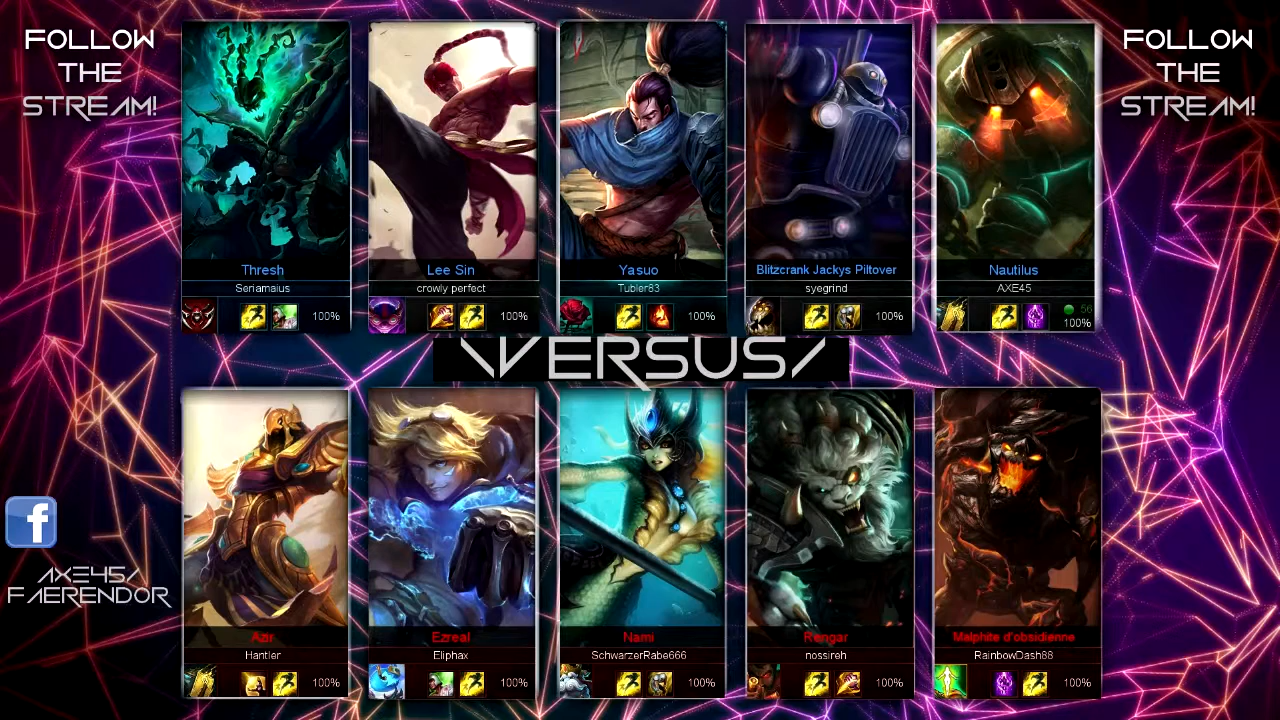 FOLLOW
THE
STREAM!
FOLLOW
THE
STREAM!
Thresh
Seriamaius
100%
Lee Sin
crowly perfect
100%
Yasuo
Tubler83
100%
Blitzcrank Jackys Piltover
syegrind
100%
Nautilus
AXE45
56
100%
VERSUS
Azir
Hantler
100%
Ezreal
Eliphax
100%
Nami
SchwarzerRabe666
100%
Rengar
nossireh
100%
Malphite d'obsidienne
RainbowDash88
100%
f
AXE45/
FAERENDOR